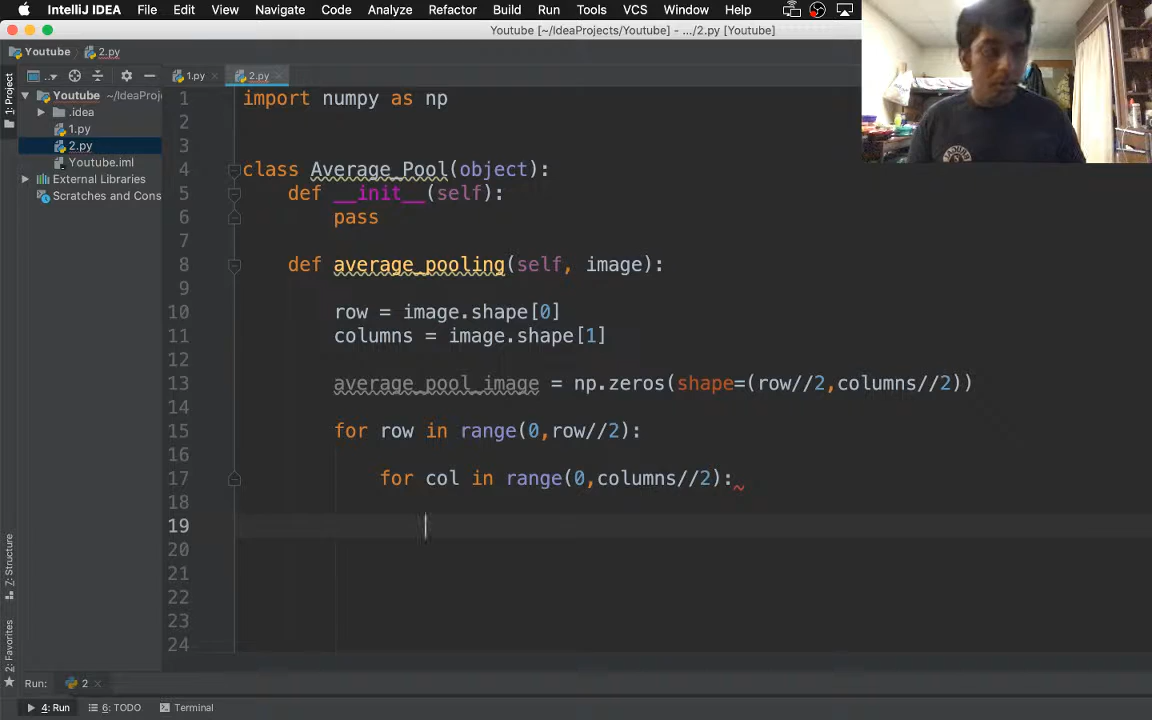 IntelliJ IDEA File Edit View Navigate Code Analyze Refactor Build Run Tools VCS Window Help
Youtube [~/IdeaProjects/Youtube] - .../2.py [Youtube]
Youtube 2.py
1: Project
1.py
2.py
Youtube ~/IdeaProj
.idea
1.py
2.py
Youtube.iml
External Libraries
Scratches and Cons
1 import numpy as np
2
3
4 class Average_Pool(object):
5 def __init__(self):
6 pass
7
8 def average_pooling(self, image):
9
10 row = image.shape[0]
11 columns = image.shape[1]
12
13 average_pool_image = np.zeros(shape=(row//2,columns//2))
14
15 for row in range(0,row//2):
16
17 for col in range(0,columns//2):
18
19
20
21
22
23
24
7: Structure
2: Favorites
Run: 2
4: Run 6: TODO Terminal